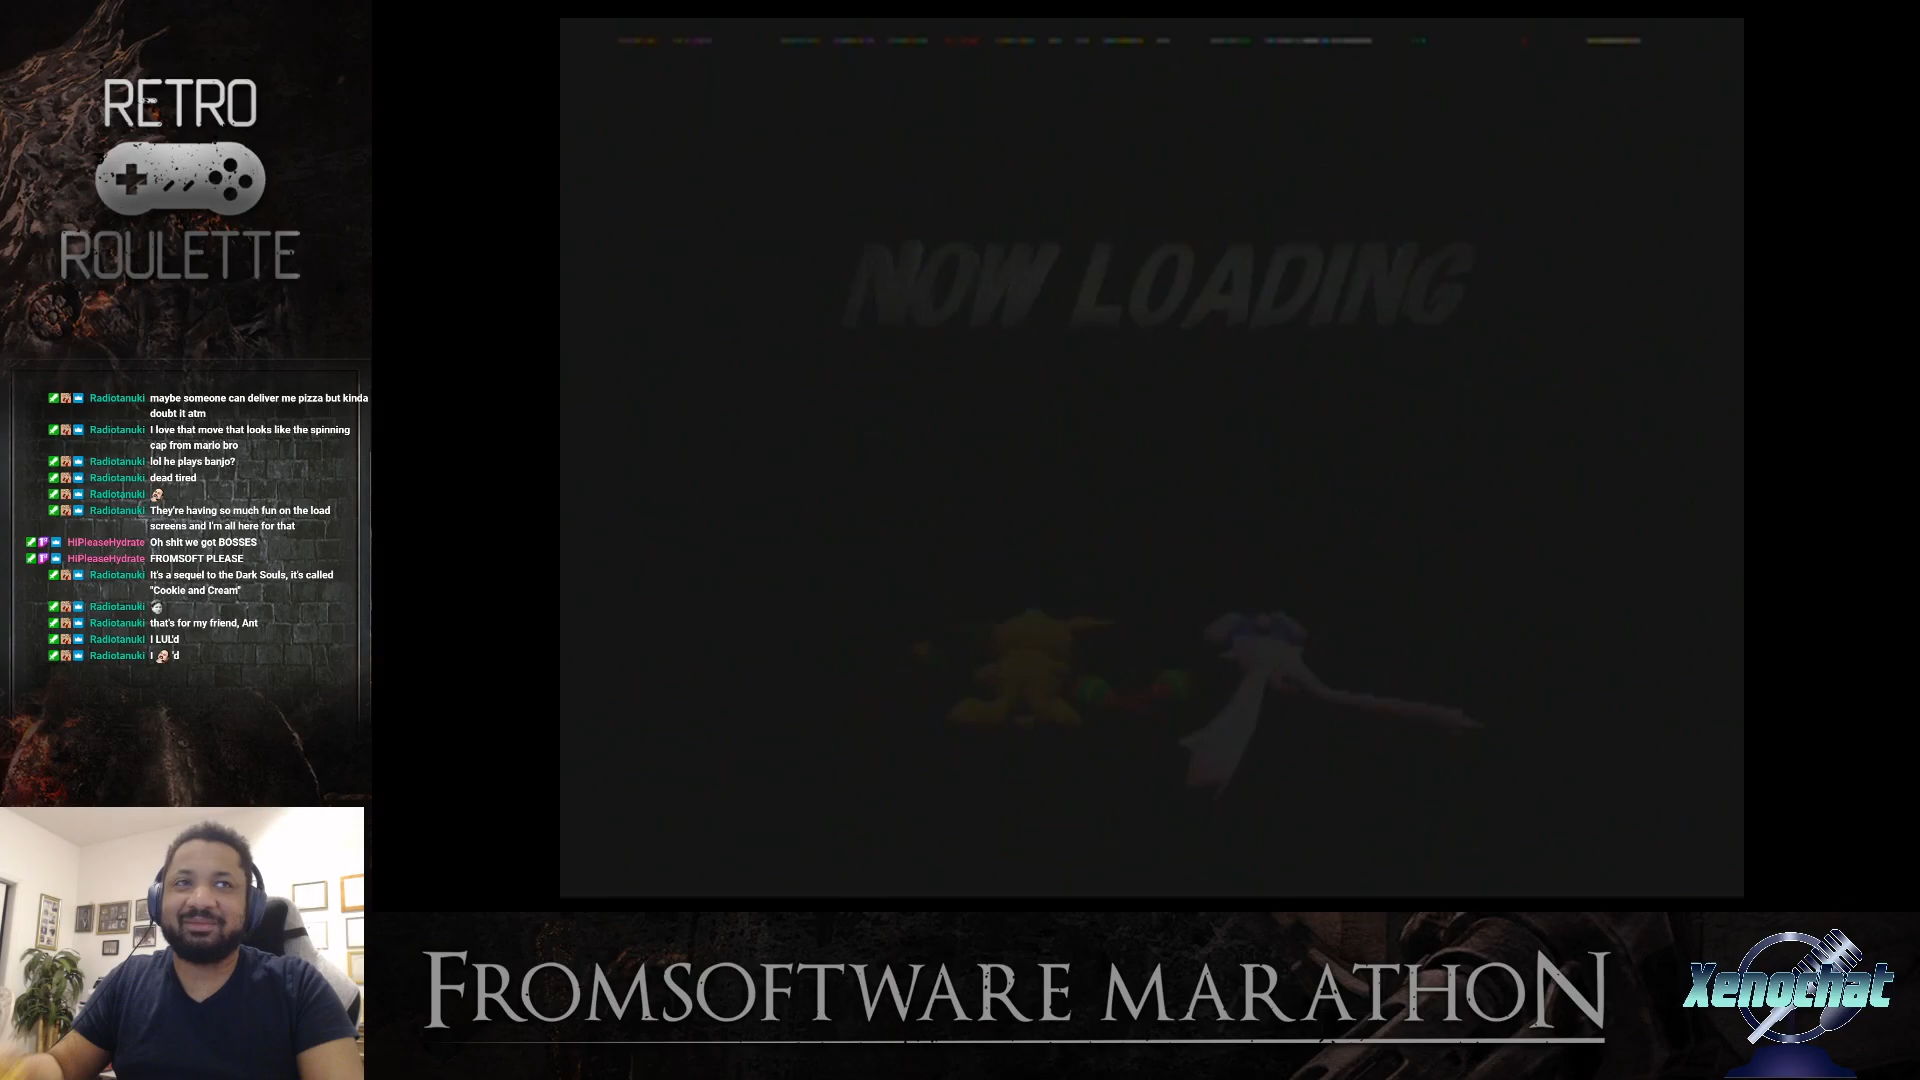 RETRO
ROULETTE
NOW LOADING
Radiotanuki maybe someone can deliver me pizza but kinda
doubt it atm
Radiotanuki I love that move that looks like the spinning
cap from mario bro
Radiotanuki lol he plays banjo?
Radiotanuki dead tired
Radiotanuki
Radiotanuki They're having so much fun on the load
screens and I'm all here for that
HiPleaseHydrate Oh shit we got BOSSES
HiPleaseHydrate FROMSOFT PLEASE
Radiotanuki It's a sequel to the Dark Souls, it's called
"Cookie and Cream"
Radiotanuki
Radiotanuki that's for my friend, Ant
Radiotanuki I LUL'd
Radiotanuki I 'd
FROMSOFTWARE MARATHON
Xenochat